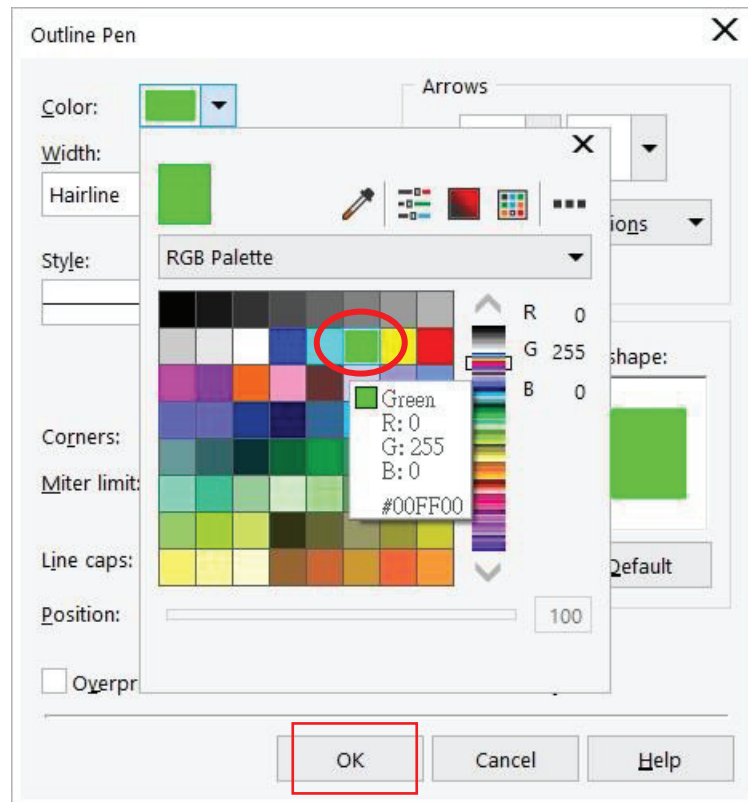 Outline Pen
Color:
Arrows
Width:
Hairline
ions
RGB Palette
Style:
R 0
G 255
B 0
shape:
Green
R: 0
G: 255
B: 0
#00FF00
Corners:
Miter limit:
Line caps:
Default
Position:
100
Overpr
OK
Cancel
Help